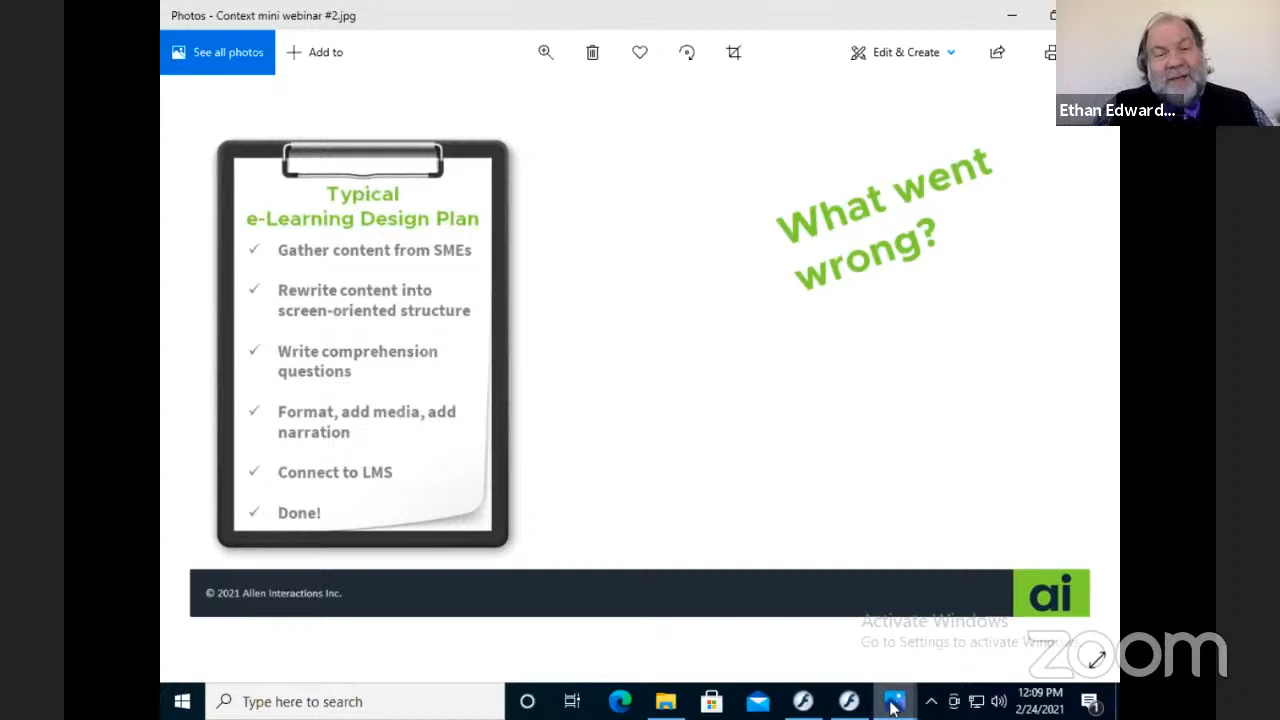 Photos - Context mini webinar #2.jpg
See all photos
Add to
Edit & Create
Ethan Edward...
What went
wrong?
Typical
e-Learning Design Plan
✓ Gather content from SMEs
✓ Rewrite content into
screen-oriented structure
✓ Write comprehension
questions
✓ Format, add media, add
narration
✓ Connect to LMS
✓ Done!
© 2021 Allen Interactions Inc.
ai
Activate Windows
Go to Settings to activate
zoom
Type here to search
12:09 PM
2/24/2021
1